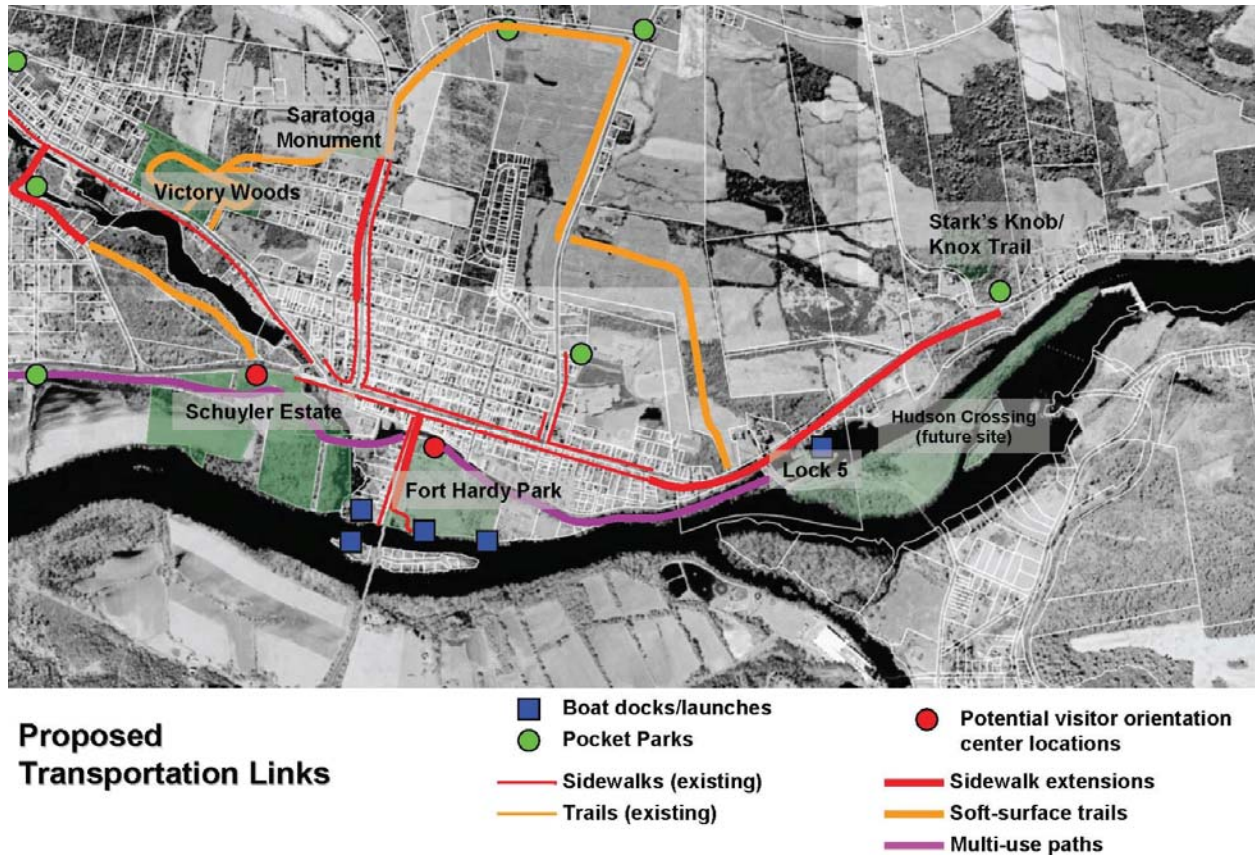 Saratoga
Monument
Victory Woods
Stark's Knob/
Knox Trail
Schuyler Estate
Hudson Crossing
(future site)
Lock 5
Fort Hardy Park
Proposed
Transportation Links
Boat docks/launches
Pocket Parks
Sidewalks (existing)
Trails (existing)
Potential visitor orientation
center locations
Sidewalk extensions
Soft-surface trails
Multi-use paths